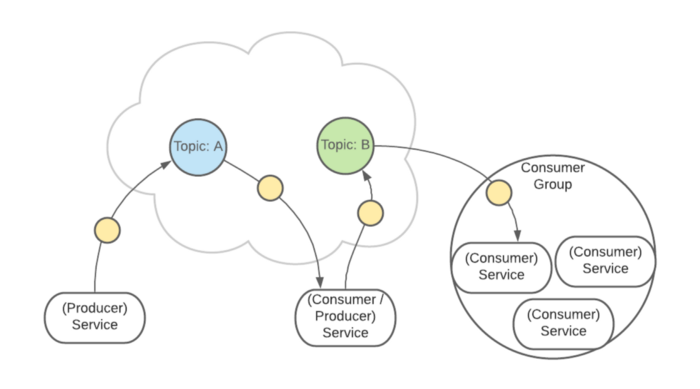 Topic: A
Topic: B
Consumer
Group
(Consumer)
Service
(Consumer)
Service
(Consumer)
Service
(Producer)
Service
(Consumer /
Producer)
Service